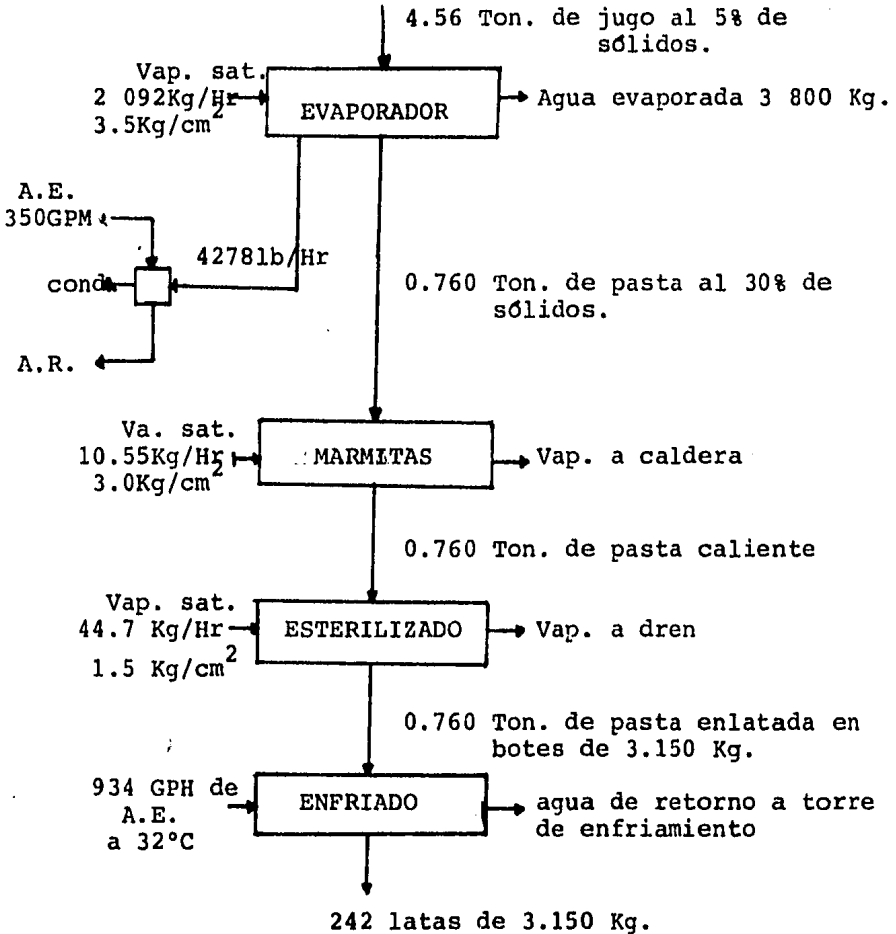 4.56 Ton. de jugo al 5% de
sólidos.
Vap. sat.
2 092Kg/Hr
3.5Kg/cm2
EVAPORADOR
Agua evaporada 3 800 Kg.
A.E.
350GPM
4278lb/Hr
cond.
A.R.
0.760 Ton. de pasta al 30% de
sólidos.
Va. sat.
10.55Kg/Hr
3.0Kg/cm2
MARMITAS
Vap. a caldera
0.760 Ton. de pasta caliente
Vap. sat.
44.7 Kg/Hr
1.5 Kg/cm2
ESTERILIZADO
Vap. a dren
0.760 Ton. de pasta enlatada en
botes de 3.150 Kg.
934 GPH de
A.E.
a 32°C
ENFRIADO
agua de retorno a torre
de enfriamiento
242 latas de 3.150 Kg.